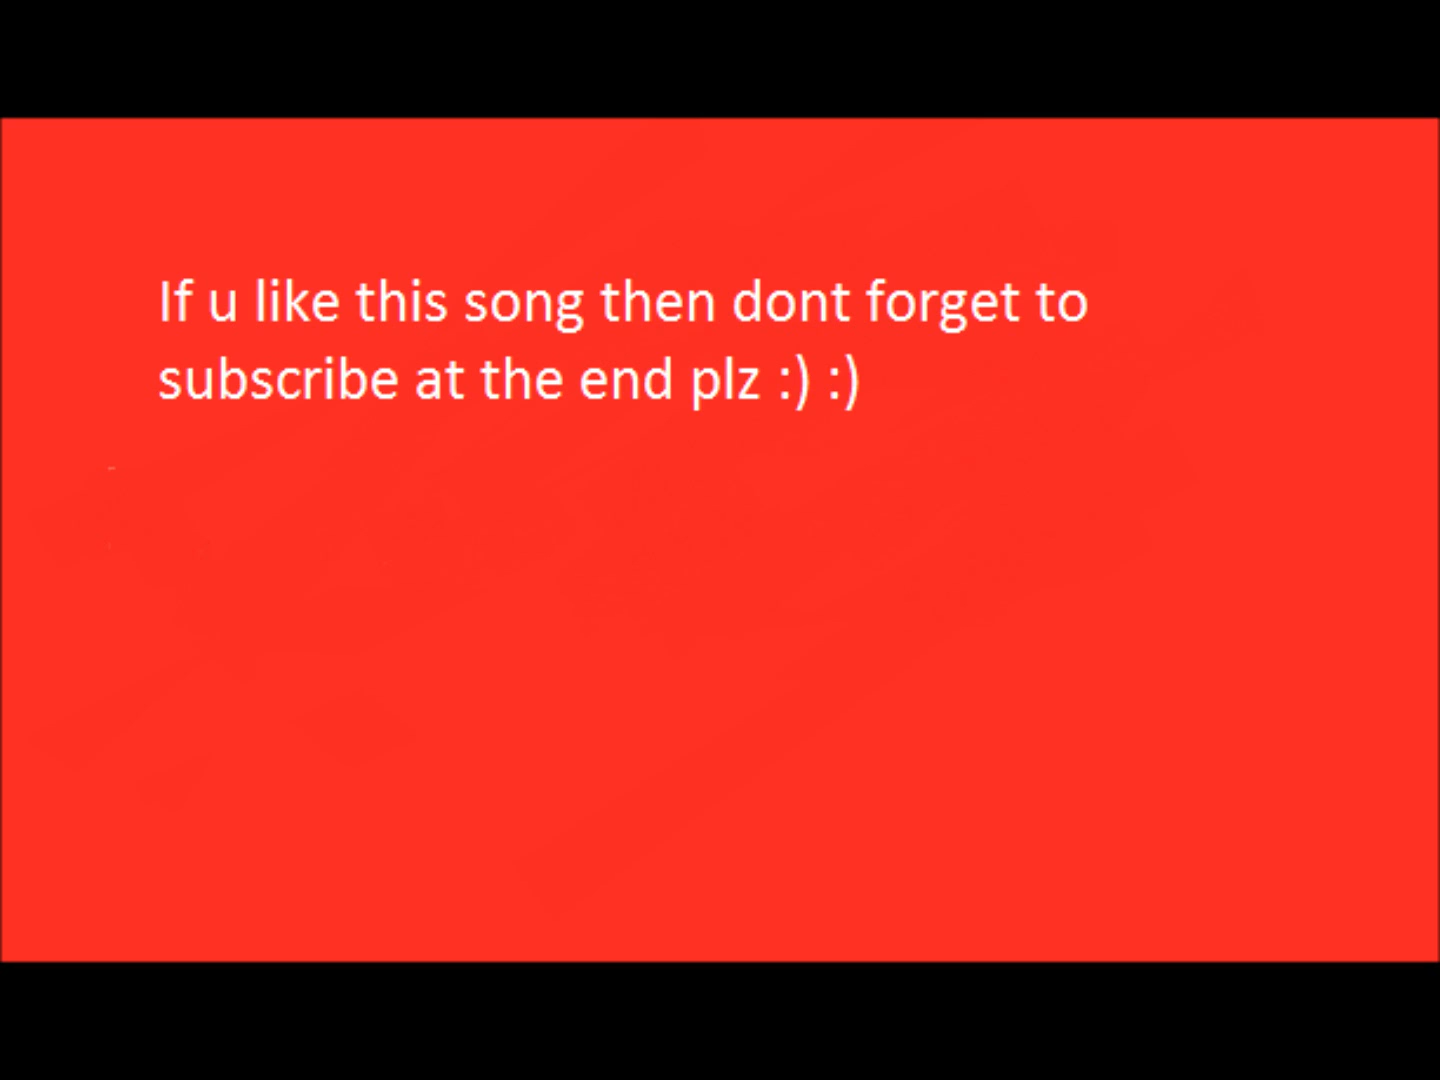 If u like this song then dont forget to
subscribe at the end plz :) :)